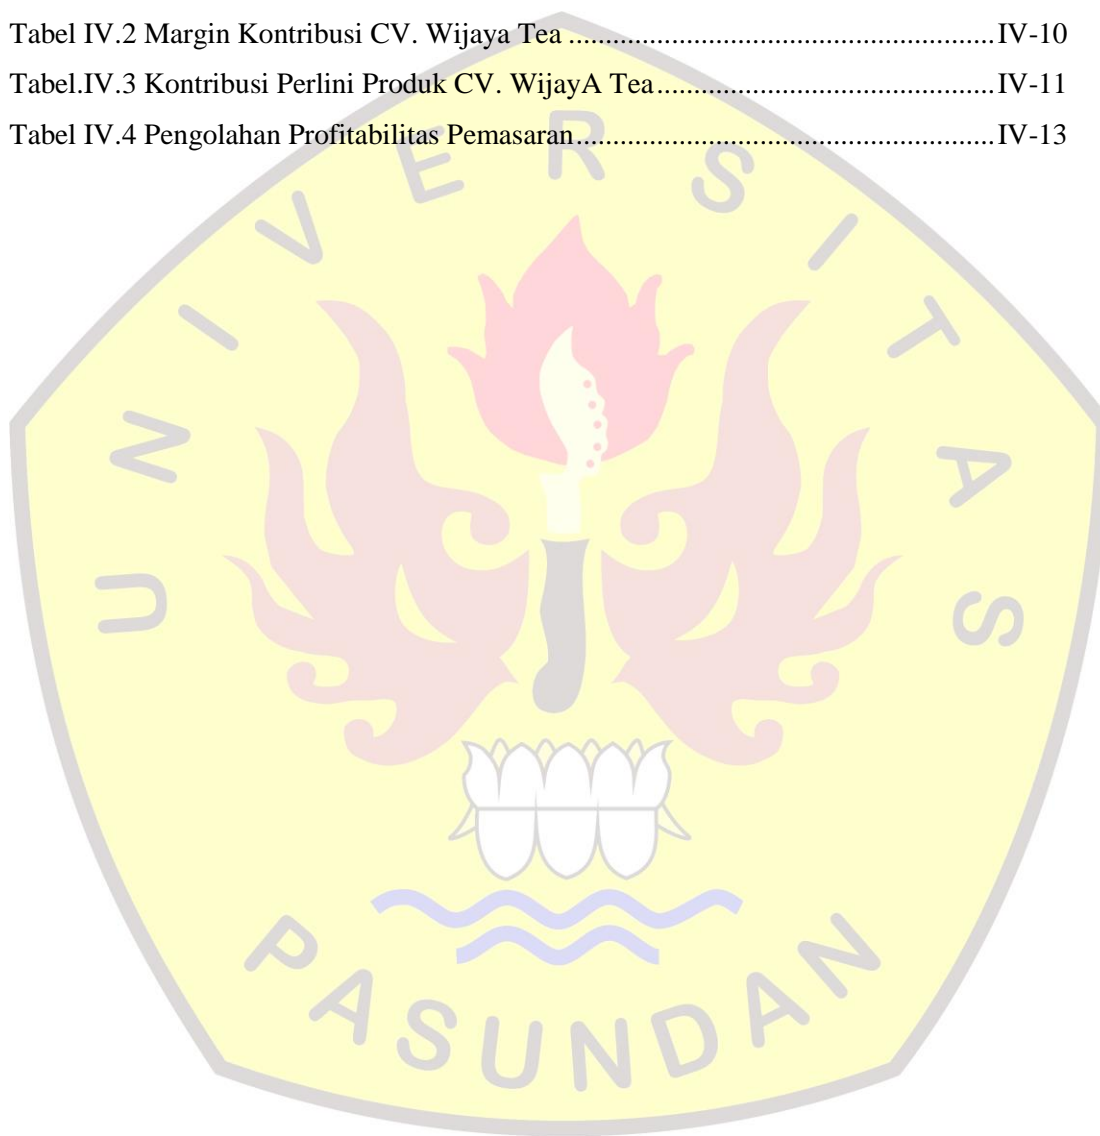 Tabel IV.2 Margin Kontribusi CV. Wijaya Tea ............................................................. IV-10
Tabel.IV.3 Kontribusi Perlini Produk CV. WijayA Tea ................................................ IV-11
Tabel IV.4 Pengolahan Profitabilitas Pemasaran ............................................................ IV-13
UNIVERSITAS
PASUNDAN